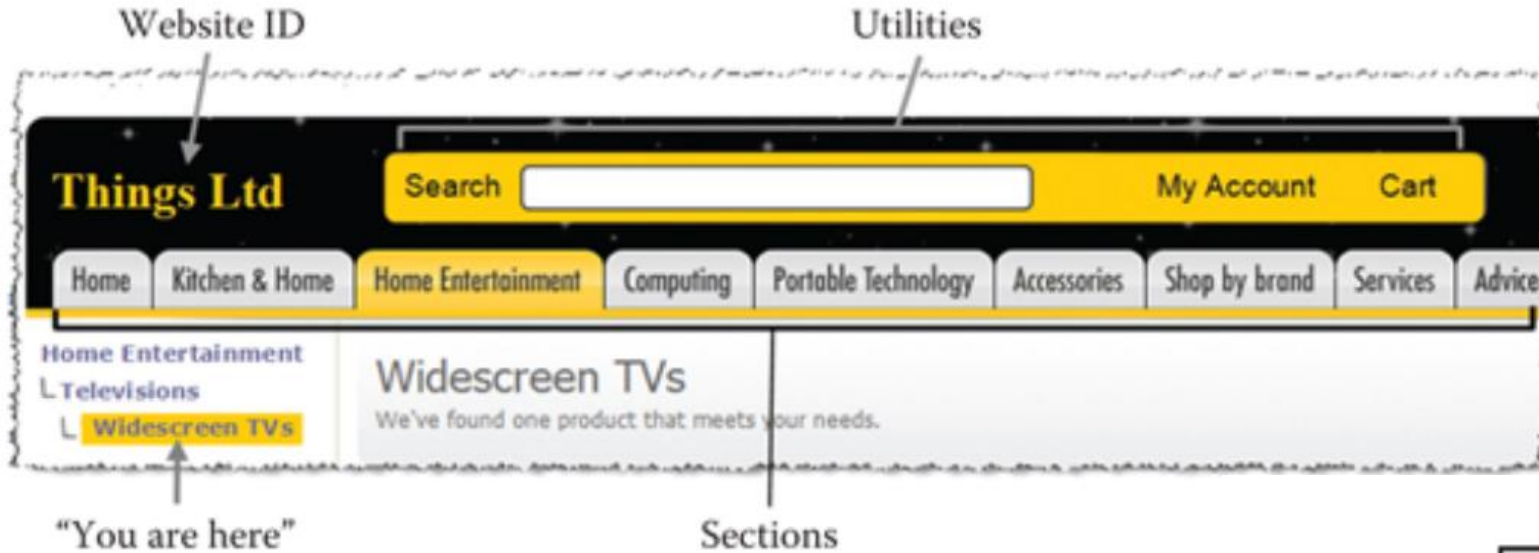 Website ID Utilities
Things Ltd Search My Account Cart
Home Kitchen & Home Home Entertainment Computing Portable Technology Accessories Shop by brand Services Advice
Home Entertainment
Televisions
Widescreen TVs
Widescreen TVs
We've found one product that meets your needs.
“You are here” Sections